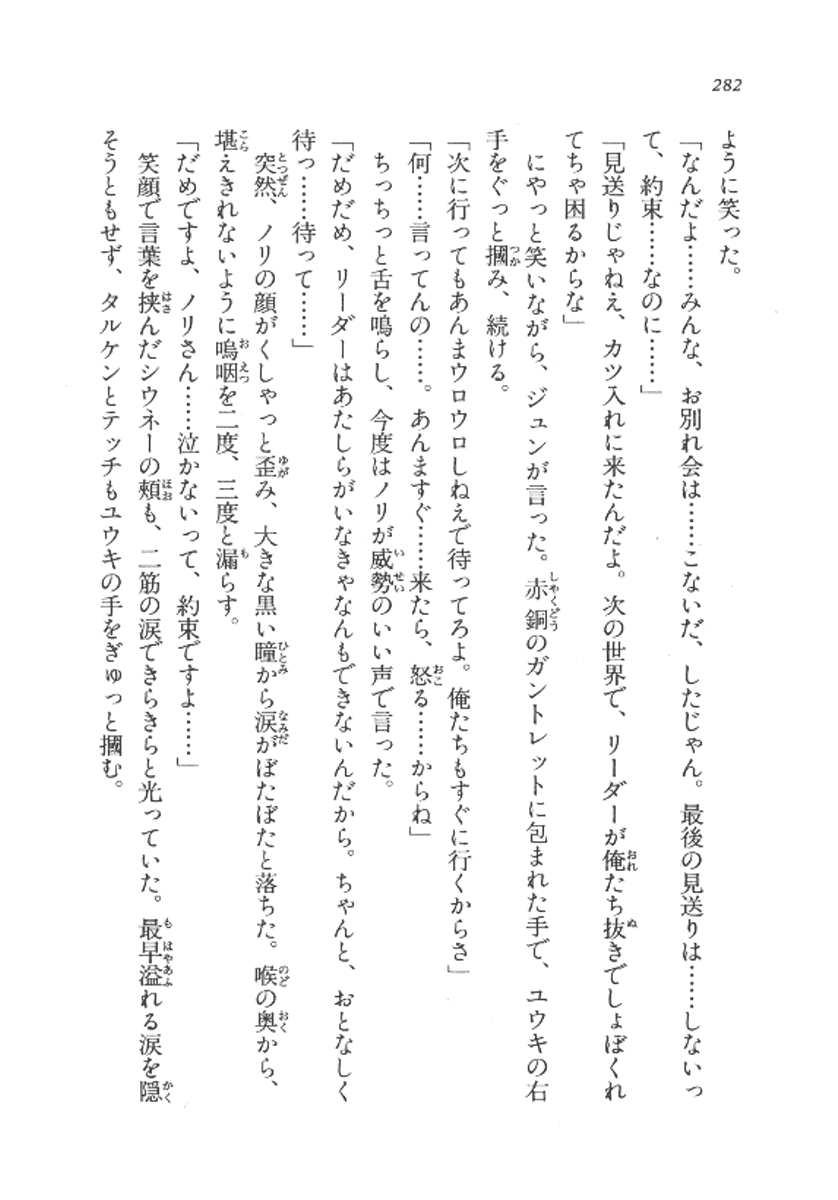 282
ように笑った。
「なんだよ……みんな、お別れ会は……こないだ、したじゃん。最後の見送りは……しないっ
て、約束……なのに……」
「見送りじゃねえ、カツ入れに来たんだよ。次の世界で、リーダーが俺たち抜きでしょぼくれ
てちゃ困るからな」
にやっと笑いながら、ジュンが言った。赤銅のガントレットに包まれた手で、ユウキの右
手をぐっと摑み、続ける。
「次に行ってもあんまウロウロしねえで待ってろよ。俺たちもすぐに行くからさ」
「何……言ってんの……。あんますぐ……来たら、怒る……からね」
ちっちっと舌を鳴らし、今度はノリが威勢のいい声で言った。
「だめだめ、リーダーはあたしらがいなきゃなんもできないんだから。ちゃんと、おとなしく
待っ……待って……」
突然、ノリの顔がくしゃっと歪み、大きな黒い瞳から涙がぼたぼたと落ちた。喉の奥から、
堪えきれないように嗚咽を二度、三度と漏らす。
「だめですよ、ノリさん……泣かないって、約束ですよ……」
笑顔で言葉を挟んだシウネーの頰も、二筋の涙できらきらと光っていた。最早溢れる涙を隠
そうともせず、タルケンとテッチもユウキの手をぎゅっと摑む。